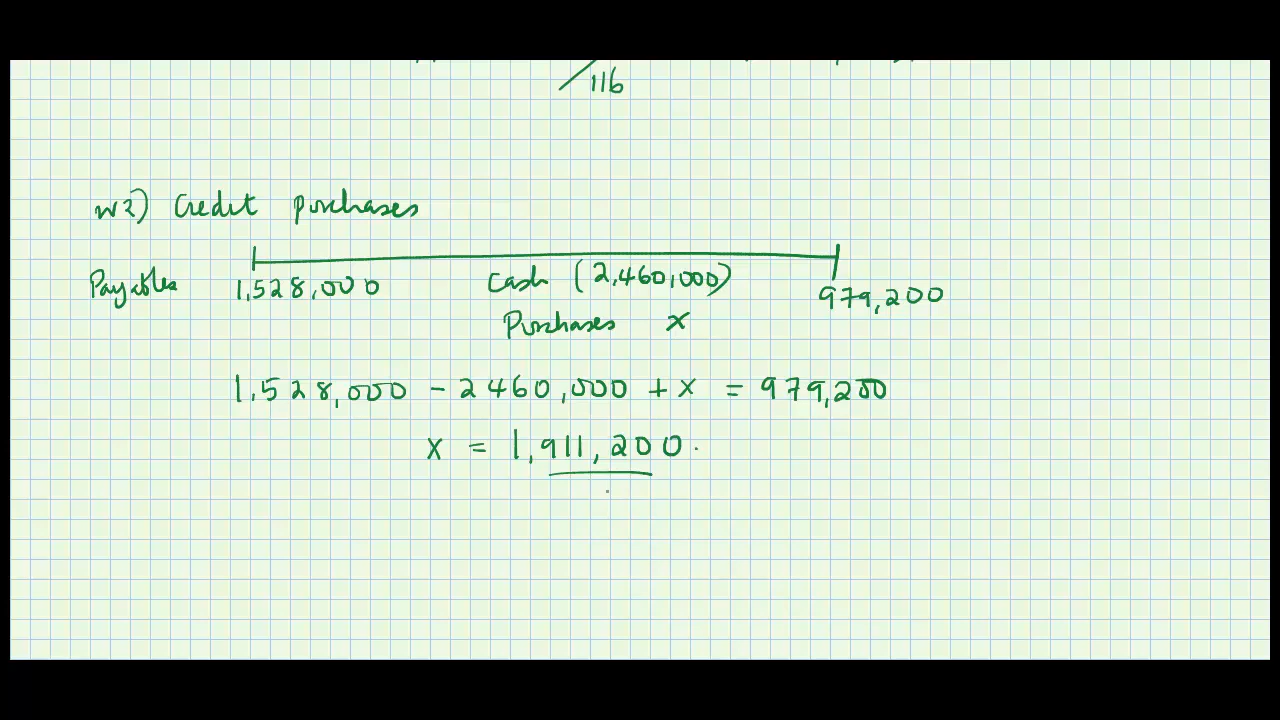 116
W2) Credit purchases
Payables 1,528,000 Cash (2,460,000) 979,200
Purchases x
1,528,000 - 2460,000 + x = 979,200
x = 1,911,200.